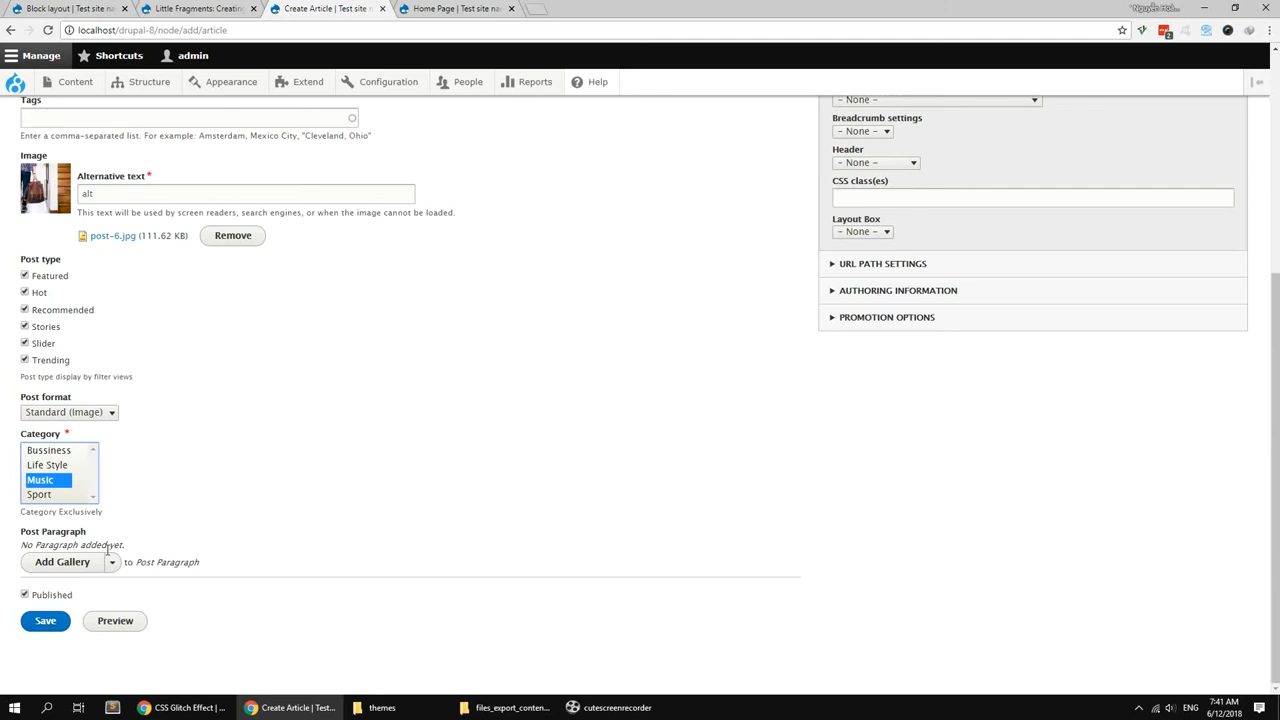 Block layout | Test site na
Little Fragments: Creating
Create Article | Test site n
Home Page | Test site na
localhost/drupal-8/node/add/article
2
Manage
Shortcuts
admin
Content
Structure
Appearance
Extend
Configuration
People
Reports
Help
Tags
Enter a comma-separated list. For example: Amsterdam, Mexico City, "Cleveland, Ohio"
Image
Alternative text *
alt
This text will be used by screen readers, search engines, or when the image cannot be loaded.
post-6.jpg (111.62 KB)
Remove
Post type
Featured
Hot
Recommended
Stories
Slider
Trending
Post type display by filter views
Post format
Standard (Image)
Category *
Bussiness
Life Style
Music
Sport
Category Exclusively
Post Paragraph
No Paragraph added yet.
Add Gallery to Post Paragraph
Published
Save
Preview
- None -
Breadcrumb settings
- None -
Header
- None -
CSS class(es)
Layout Box
- None -
URL PATH SETTINGS
AUTHORING INFORMATION
PROMOTION OPTIONS
CSS Glitch Effect | ...
Create Article | Test...
themes
files_export_conten...
cutescreenrecorder
ENG
7:41 AM
6/12/2018